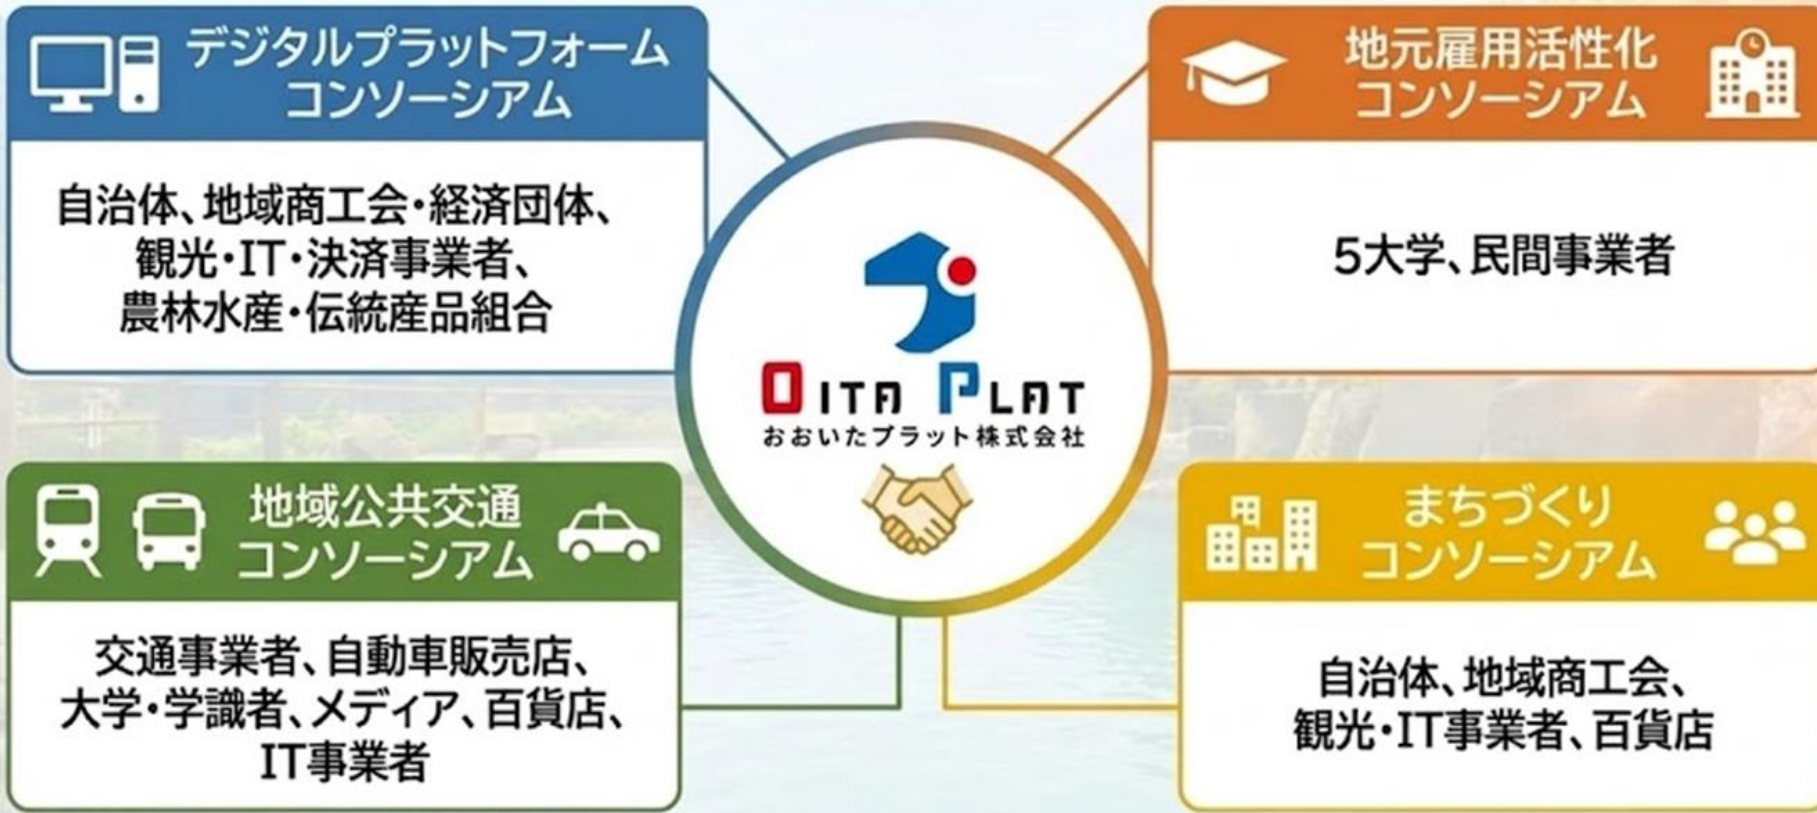 デジタルプラットフォーム
コンソーシアム
自治体、地域商工会・経済団体、
観光・IT・決済事業者、
農林水産・伝統産品組合
地元雇用活性化
コンソーシアム
5大学、民間事業者
OITA PLAT
おおいたプラット株式会社
地域公共交通
コンソーシアム
交通事業者、自動車販売店、
大学・学識者、メディア、百貨店、
IT事業者
まちづくり
コンソーシアム
自治体、地域商工会、
観光・IT事業者、百貨店